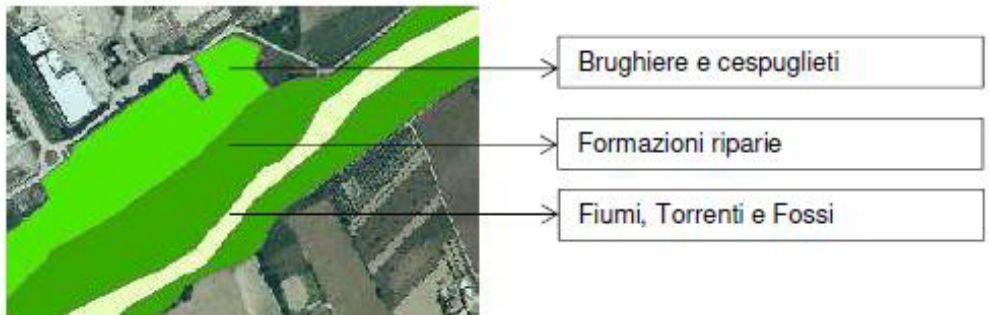 Brughiere e cespuglieti
Formazioni riparie
Fiumi, Torrenti e Fossi